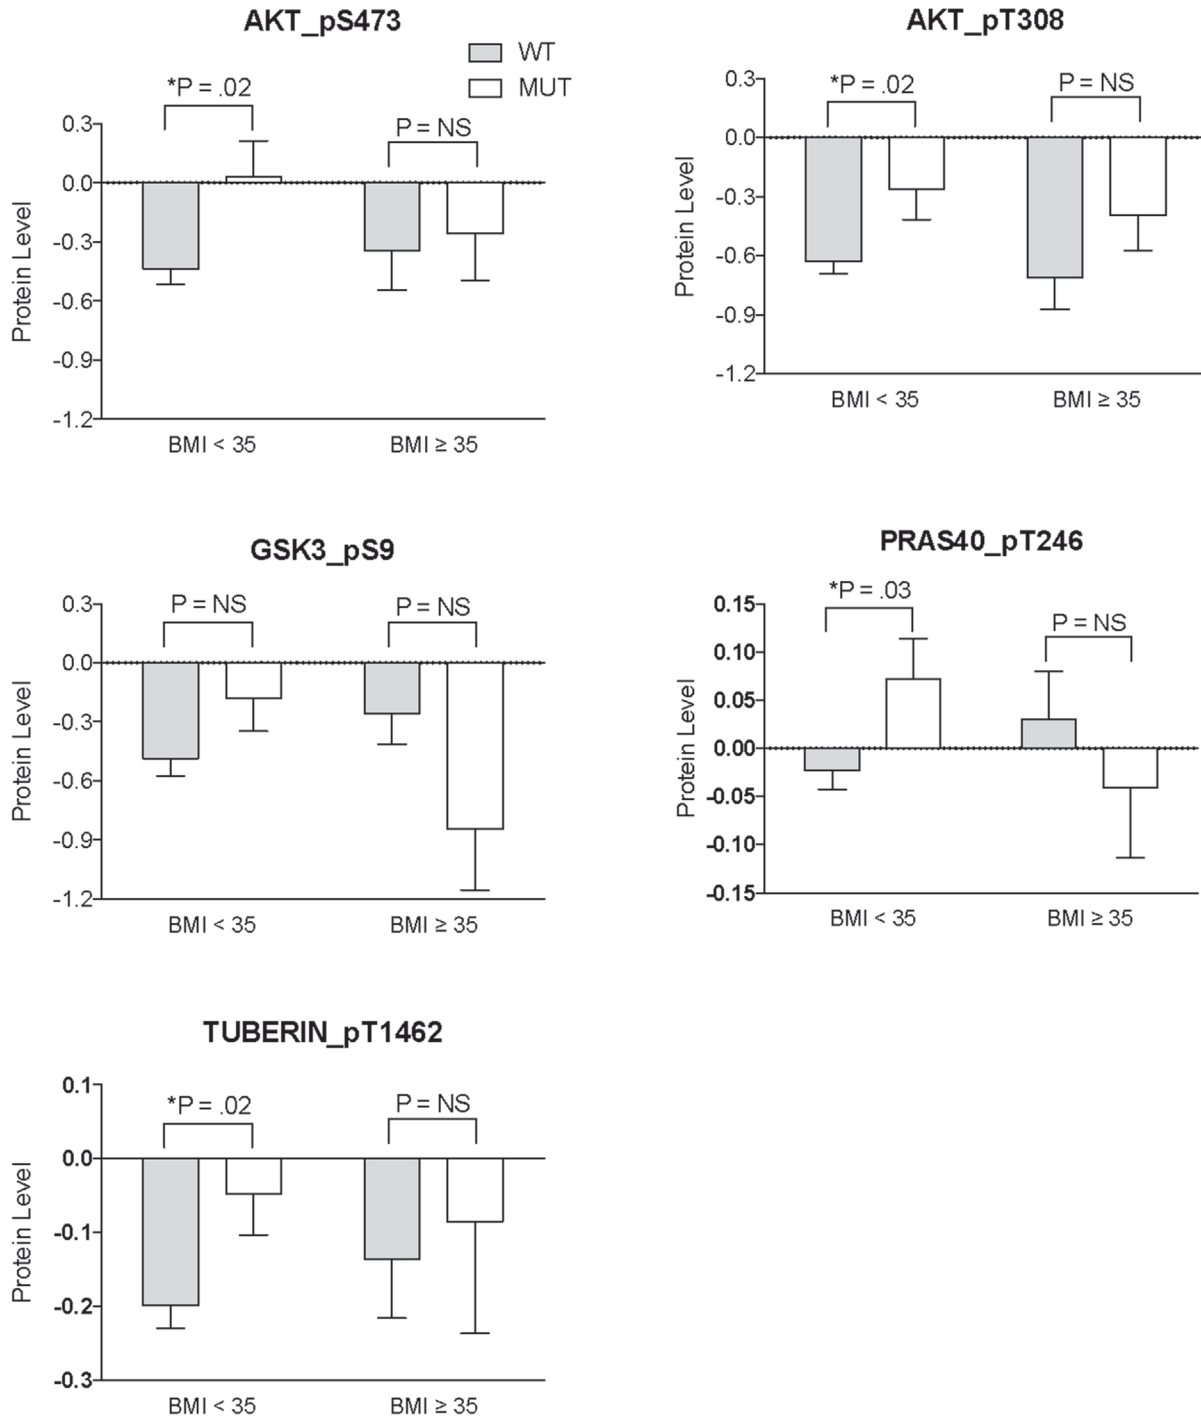 AKT_pS473
WT
MUT
*P = .02
P = NS
0.3
0.0
-0.3
-0.6
-0.9
-1.2
Protein Level
BMI < 35
BMI ≥ 35
AKT_pT308
*P = .02
P = NS
0.3
0.0
-0.3
-0.6
-0.9
-1.2
Protein Level
BMI < 35
BMI ≥ 35
GSK3_pS9
P = NS
P = NS
0.3
0.0
-0.3
-0.6
-0.9
-1.2
Protein Level
BMI < 35
BMI ≥ 35
PRAS40_pT246
*P = .03
P = NS
0.15
0.10
0.05
0.00
-0.05
-0.10
-0.15
Protein Level
BMI < 35
BMI ≥ 35
TUBERIN_pT1462
*P = .02
P = NS
0.1
0.0
-0.1
-0.2
-0.3
Protein Level
BMI < 35
BMI ≥ 35